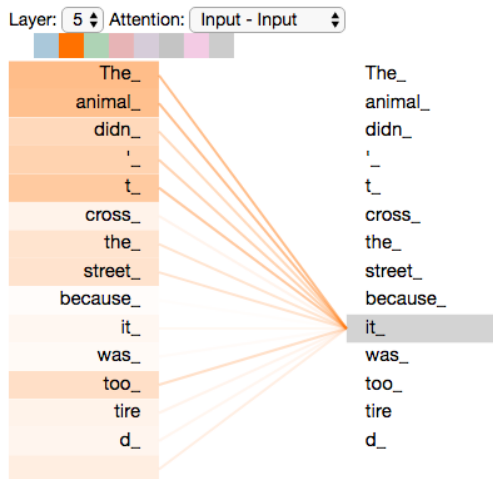 Layer: 5 Attention: Input - Input
The_ The_
animal_ animal_
didn_ didn_
'_ '_
t_ t_
cross_ cross_
the_ the_
street_ street_
because_ because_
it_ it_
was_ was_
too_ too_
tire tire
d_ d_